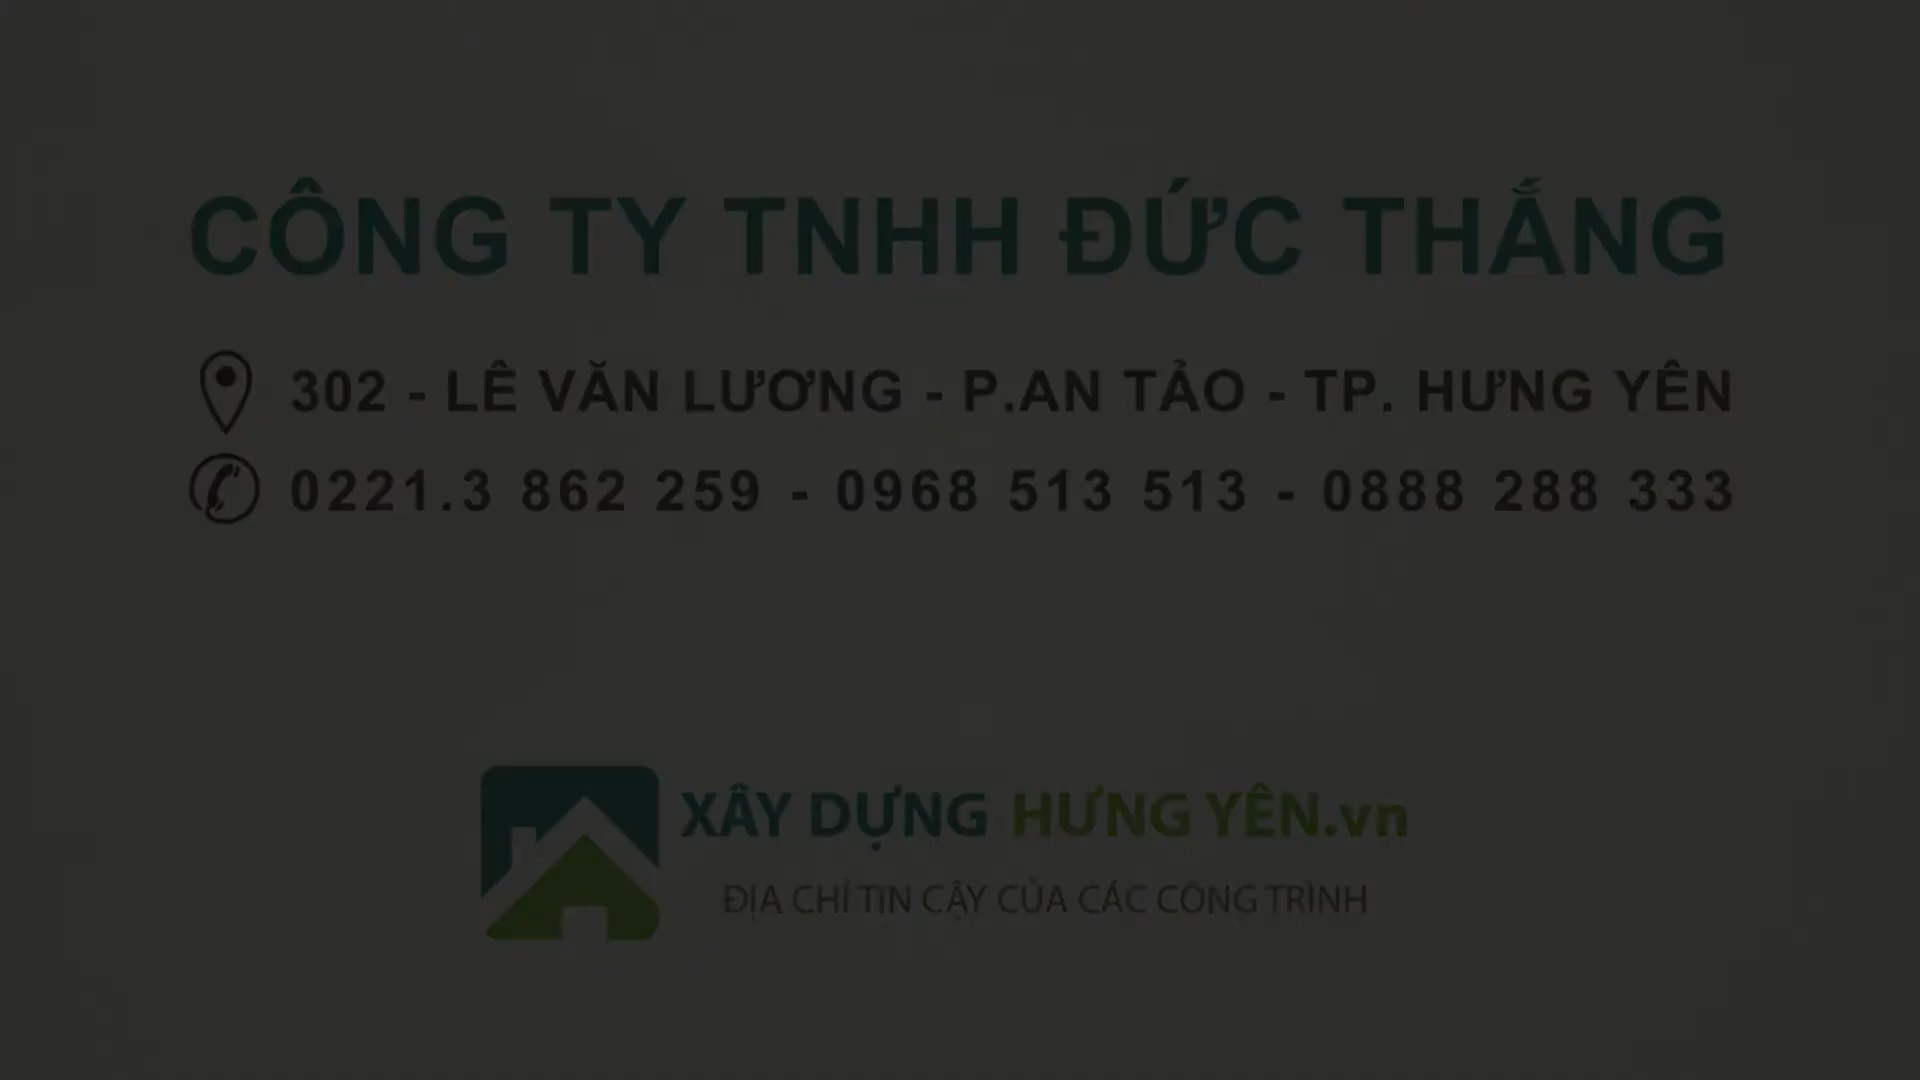 CÔNG TY TNHH ĐỨC THẮNG
302 - LÊ VĂN LƯƠNG - P.AN TẢO - TP. HƯNG YÊN
0221.3 862 259 - 0968 513 513 - 0888 288 333
XÂY DỰNG HƯNG YÊN.vn
ĐỊA CHỈ TIN CẬY CỦA CÁC CÔNG TRÌNH